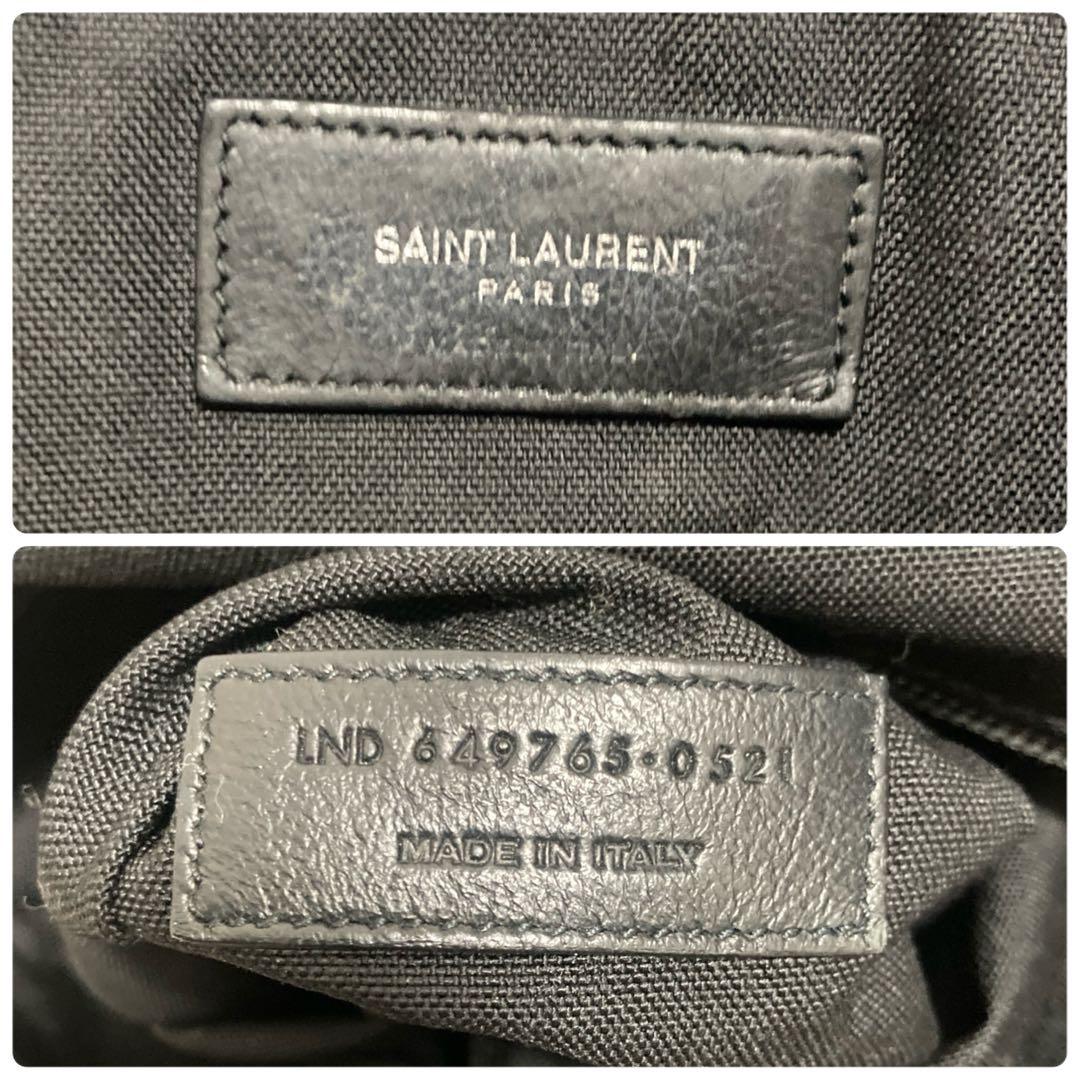 SAINT LAURENT
PARIS
LND 649765·0521
MADE IN ITALY